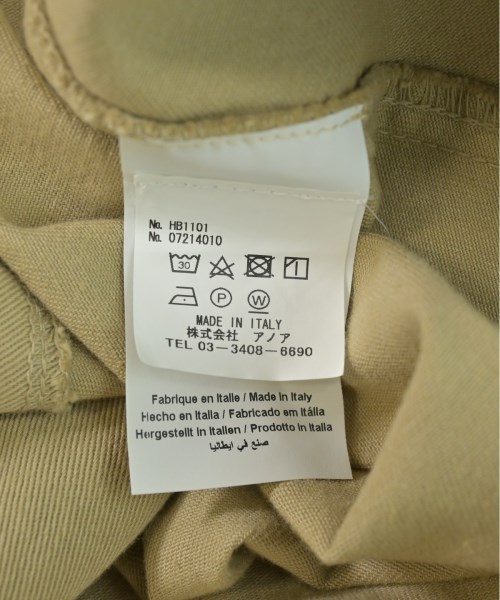 No. HB1101
No. 07214010
30
P W
MADE IN ITALY
株式会社 アノア
TEL 03-3408-6690
Fabrique en Italie / Made in Italy
Hecho en Italia / Fabricado em Itália
Hergestellt in Italien / Prodotto in Italia
صنع في ايطاليا